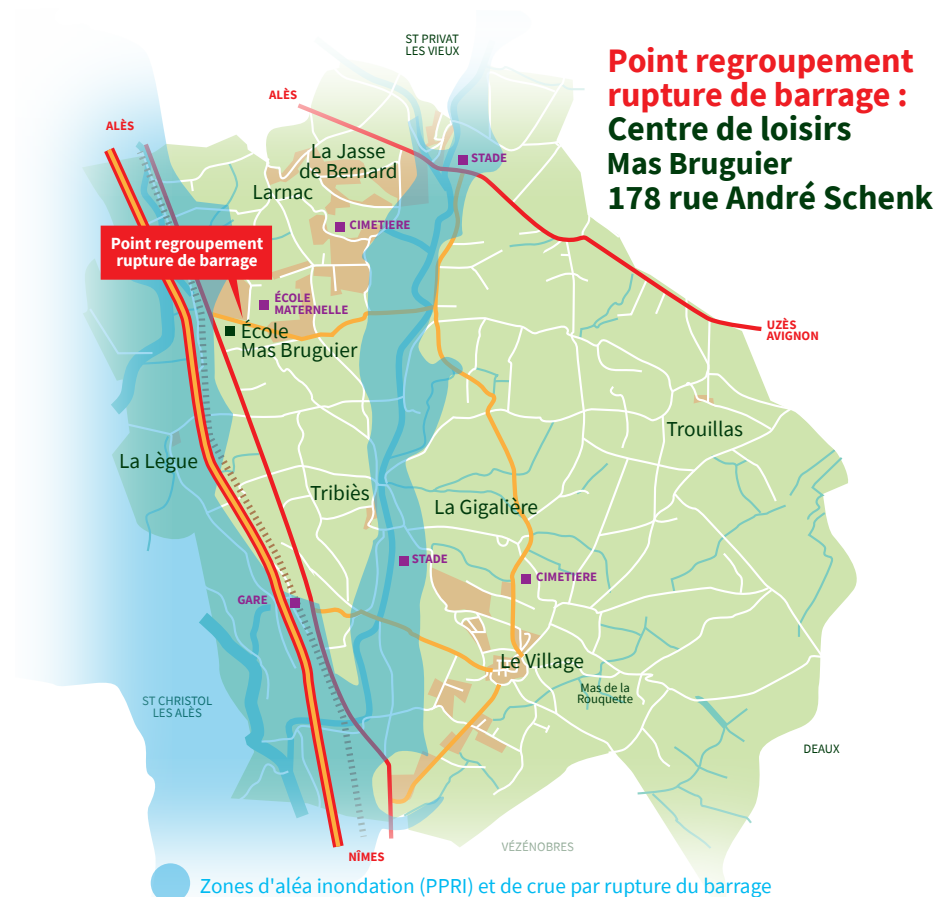 ST PRIVAT
LES VIEUX
Point regroupement
rupture de barrage :
Centre de loisirs
Mas Bruguier
178 rue André Schenk
ALÈS
ALÈS
La Jasse
de Bernard
Larnac
STADE
CIMETIERE
Point regroupement
rupture de barrage
ÉCOLE
MATERNELLE
École
Mas Bruguier
UZÈS
AVIGNON
Trouillas
La Lègue
Tribiès
La Gigalière
STADE
CIMETIERE
GARE
Le Village
Mas de la
Rouquette
ST CHRISTOL
LES ALÈS
DEAUX
VÉZÉNOBRES
NÎMES
Zones d'aléa inondation (PPRI) et de crue par rupture du barrage